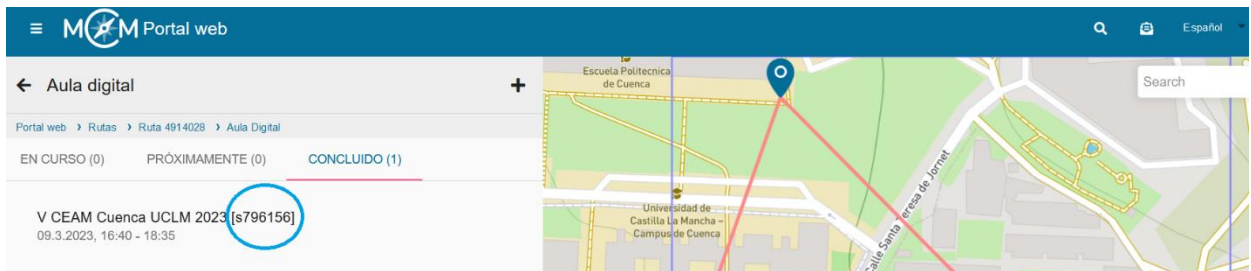 ≡ MCM Portal web
Español
← Aula digital +
Portal web > Rutas > Ruta 4914028 > Aula Digital
EN CURSO (0) PRÓXIMAMENTE (0) CONCLUIDO (1)
V CEAM Cuenca UCLM 2023 [s796156]
09.3.2023, 16:40 - 18:35
Escuela Politecnica
de Cuenca
Search
Universidad de
Castilla La Mancha –
Campus de Cuenca
Calle Santa Teresa de Jornet